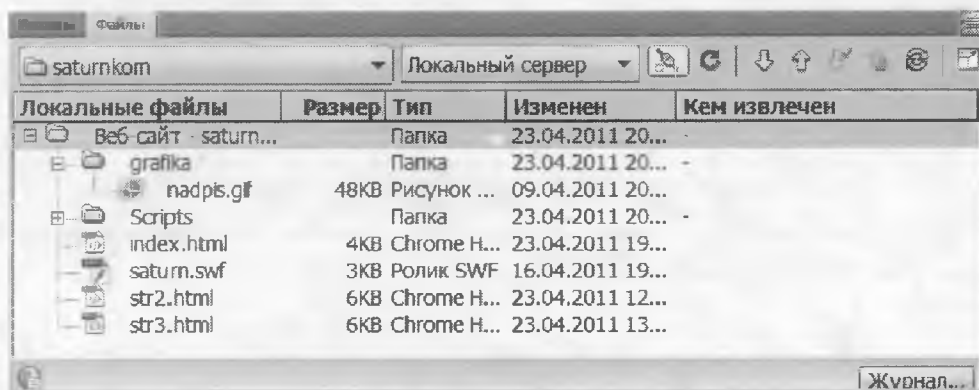 Файлы
saturnkom Локальный сервер
Локальные файлы Размер Тип Изменен Кем извлечен
Веб-сайт - saturn... Папка 23.04.2011 20... -
grafika Папка 23.04.2011 20... -
nadpis.gif 48KB Рисунок ... 09.04.2011 20...
Scripts Папка 23.04.2011 20... -
index.html 4KB Chrome H... 23.04.2011 19...
saturn.swf 3KB Ролик SWF 16.04.2011 19...
str2.html 6KB Chrome H... 23.04.2011 12...
str3.html 6KB Chrome H... 23.04.2011 13...
Журнал...